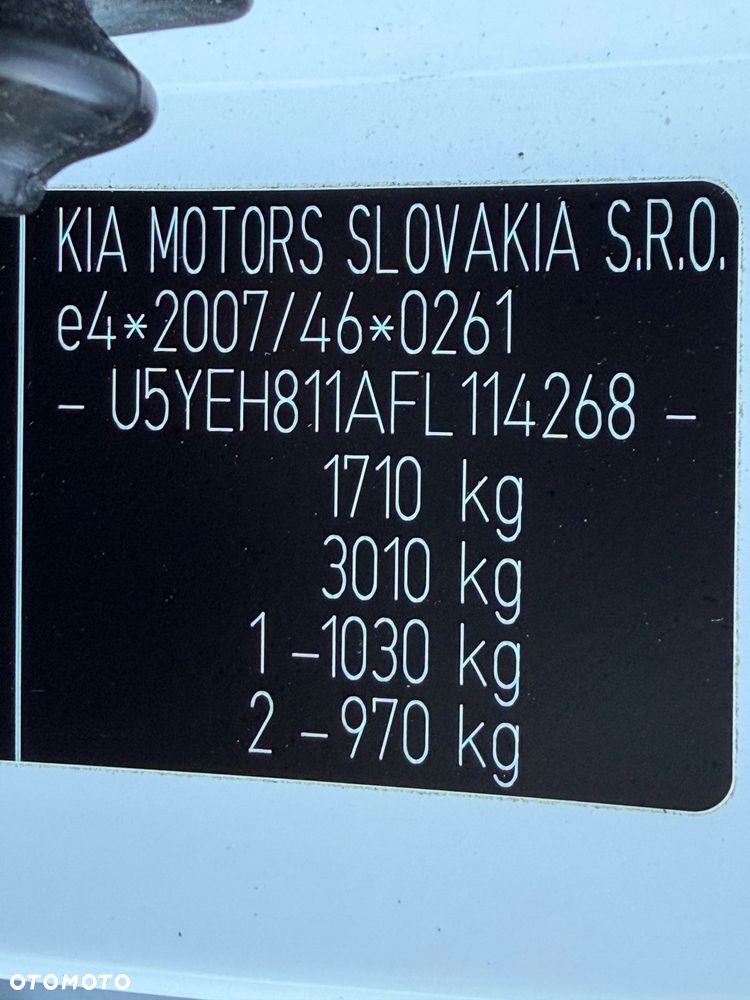 KIA MOTORS SLOVAKIA S.R.O.
e4*2007/46*0261
- U5YEH811AFL114268 -
1710 kg
3010 kg
1 -1030 kg
2 -970 kg
OTOMOTO